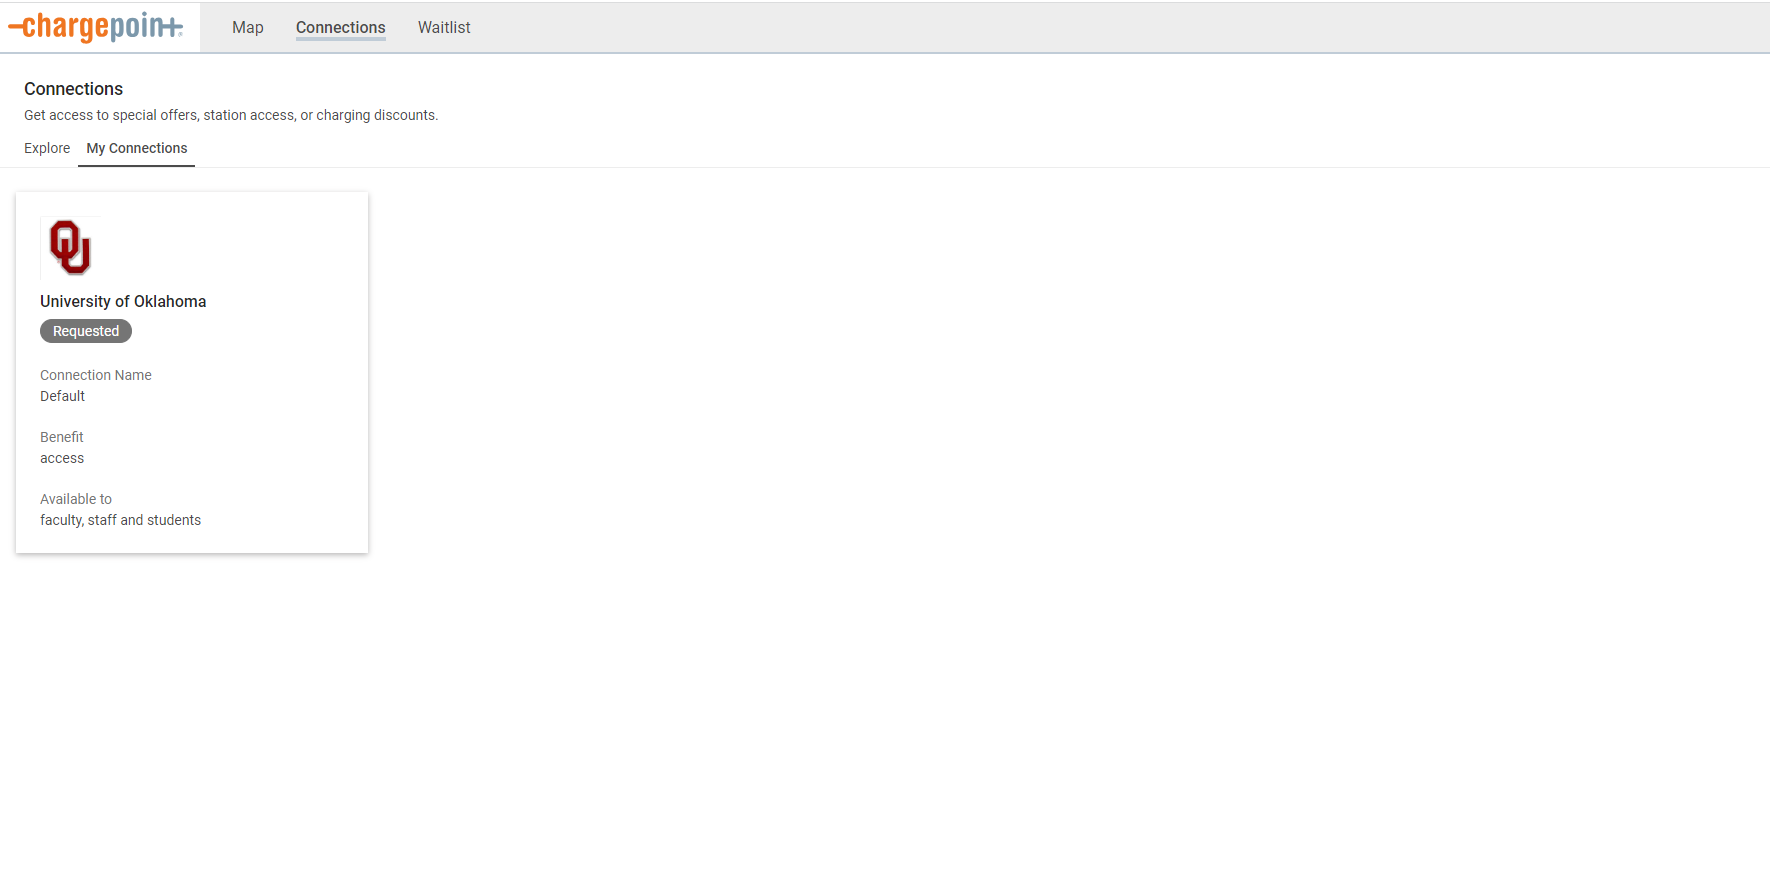 chargepoint
Map Connections Waitlist
Connections
Get access to special offers, station access, or charging discounts.
Explore My Connections
OU
University of Oklahoma
Requested
Connection Name
Default
Benefit
access
Available to
faculty, staff and students